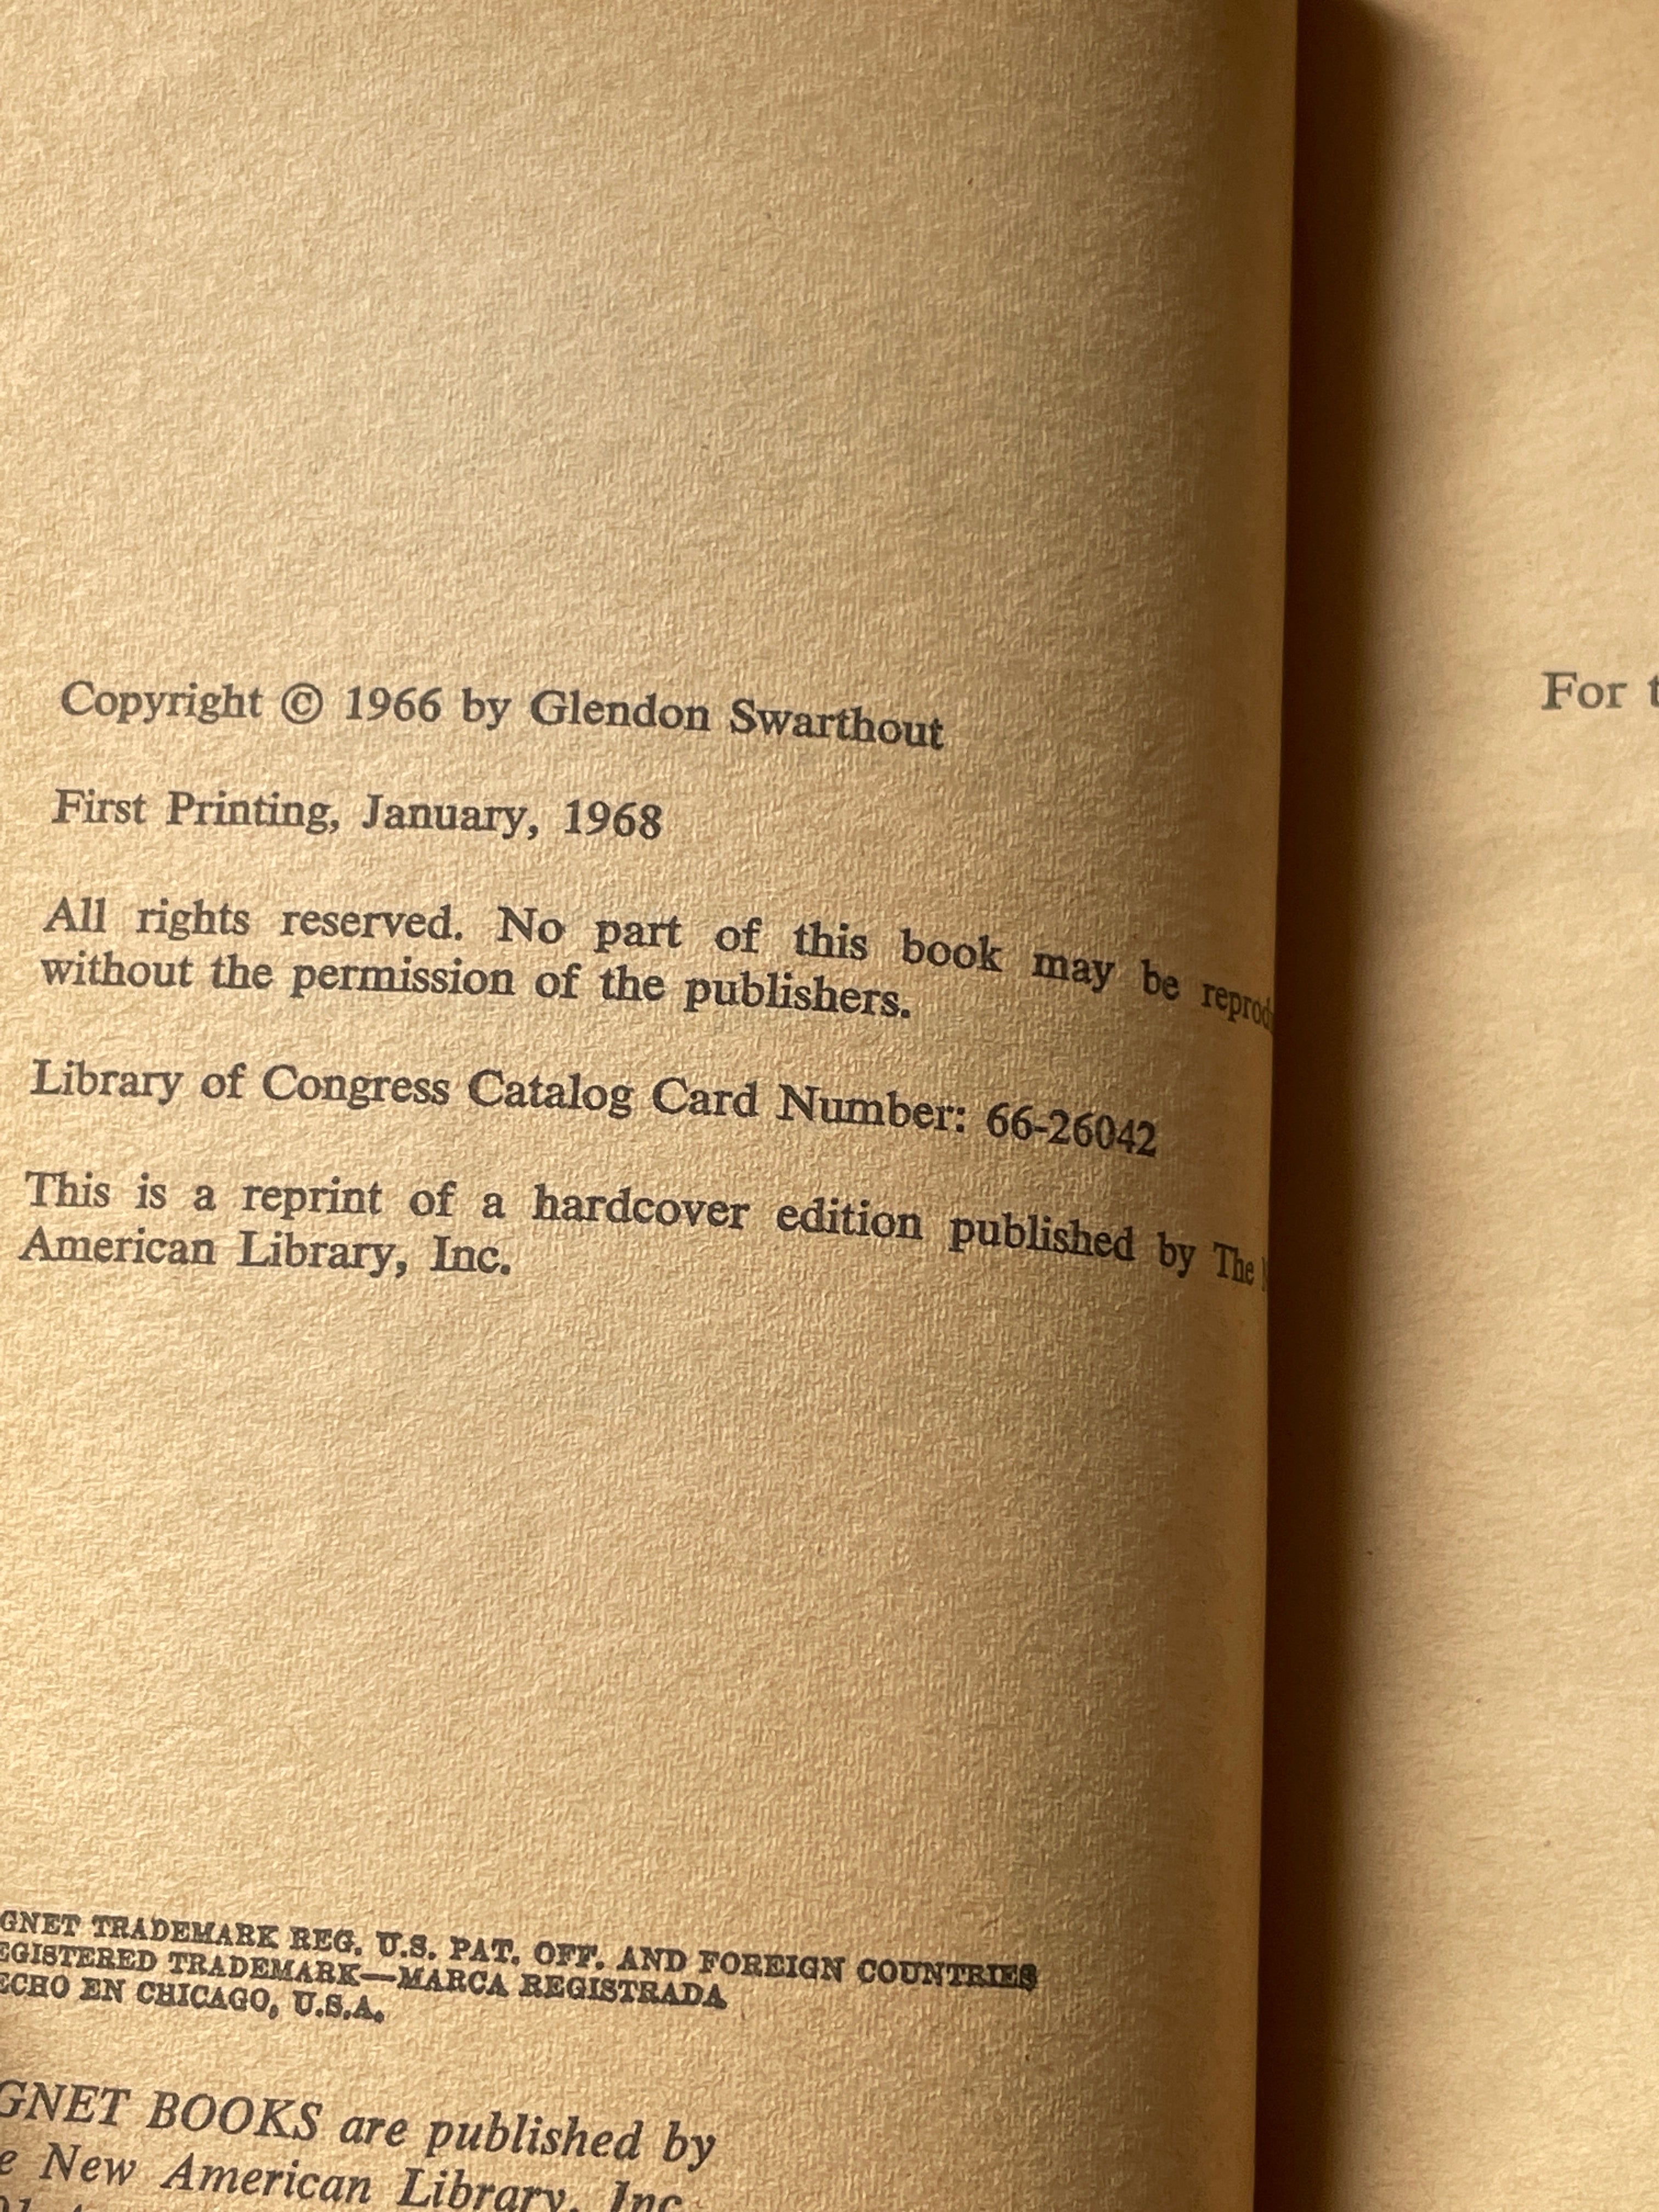 Copyright © 1966 by Glendon Swarthout
First Printing, January, 1968
All rights reserved. No part of this book may be
without the permission of the publishers.
Library of Congress Catalog Card Number: 66-26042
This is a reprint of a hardcover edition published by The
American Library, Inc.
GNET TRADEMARK REG. U.S. PAT. OFF. AND FOREIGN COUNTRIES
EGISTERED TRADEMARK—MARCA REGISTRADA
ECHO EN CHICAGO, U.S.A.
GNET BOOKS are published by
e New American Library, Inc.
For